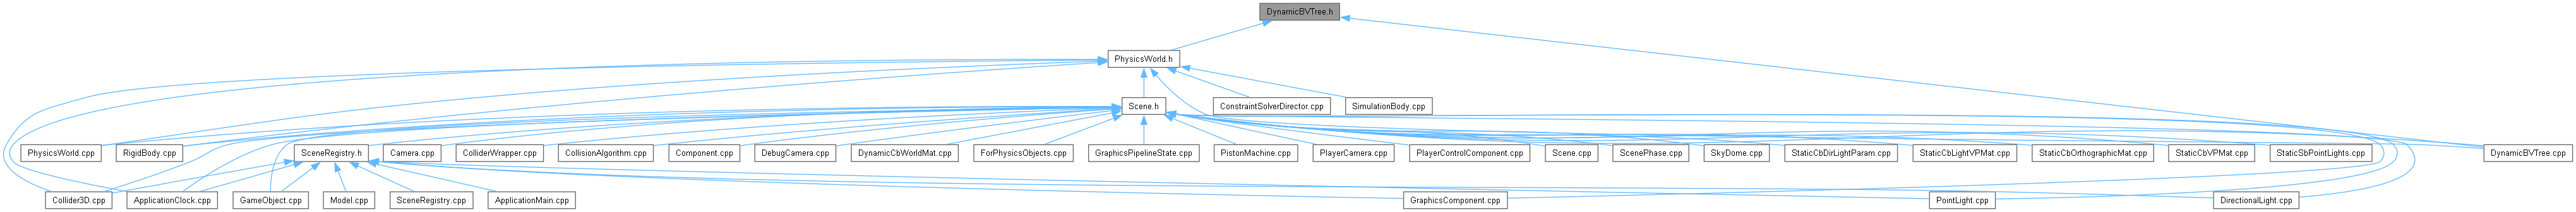 DynamicBVTree.h
PhysicsWorld.h
Scene.h
ConstraintSolverDirector.cpp
SimulationBody.cpp
PhysicsWorld.cpp
RigidBody.cpp
SceneRegistry.h
Camera.cpp
ColliderWrapper.cpp
CollisionAlgorithm.cpp
Component.cpp
DebugCamera.cpp
DynamicCbWorldMat.cpp
ForPhysicsObjects.cpp
GraphicsPipelineState.cpp
PistonMachine.cpp
PlayerCamera.cpp
PlayerControlComponent.cpp
Scene.cpp
ScenePhase.cpp
SkyDome.cpp
StaticCbDirLightParam.cpp
StaticCbLightVPMat.cpp
StaticCbOrthographicMat.cpp
StaticCbVPMat.cpp
StaticSbPointLights.cpp
DynamicBVTree.cpp
Collider3D.cpp
ApplicationClock.cpp
GameObject.cpp
Model.cpp
SceneRegistry.cpp
ApplicationMain.cpp
GraphicsComponent.cpp
PointLight.cpp
DirectionalLight.cpp